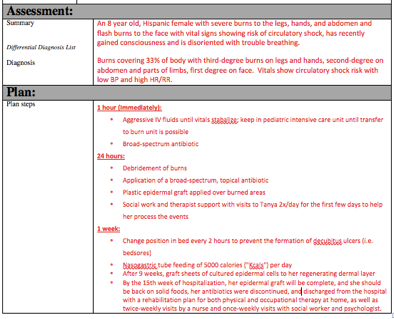 Assessment:
Summary
An 8 year old, Hispanic female with severe burns to the legs, hands, and abdomen and
flash burns to the face with vital signs showing risk of circulatory shock, has recently
gained consciousness and is disoriented with trouble breathing.
Differential Diagnosis List
Diagnosis
Burns covering 33% of body with third-degree burns on legs and hands, second-degree on
abdomen and parts of limbs, first degree on face. Vitals show circulatory shock risk with
low BP and high HR/RR.
Plan:
Plan steps
1 hour (immediately):
• Aggressive IV fluids until vitals stabalize; keep in pediatric intensive care unit until transfer
to burn unit is possible
• Broad-spectrum antibiotic
24 hours:
• Debridement of burns
• Application of a broad-spectrum, topical antibiotic
• Plastic epidermal graft applied over burned areas
• Social work and therapist support with visits to Tanya 2x/day for the first few days to help
her process the events
1 week:
• Change position in bed every 2 hours to prevent the formation of decubitus ulcers (i.e.
bedsores)
• Nasogastric tube feeding of 5000 calories ("Kcals") per day
• After 9 weeks, graft sheets of cultured epidermal cells to her regenerating dermal layer
• By the 15th week of hospitalization, her epidermal graft will be complete, and she should
be back on solid foods, her antibiotics were discontinued, and discharged from the hospital
with a rehabilitation plan for both physical and occupational therapy at home, as well as
twice-weekly visits by a nurse and once-weekly visits with social worker and psychologist.